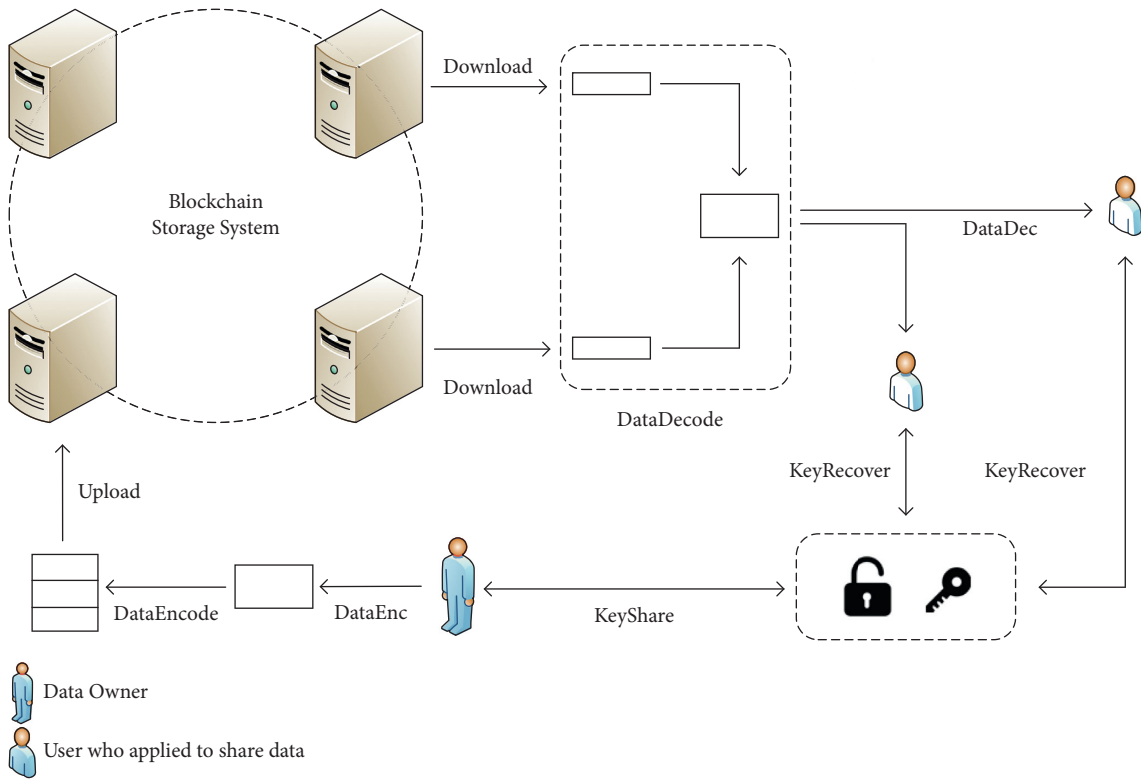 Download
Blockchain
Storage System
DataDec
Download
DataDecode
KeyRecover
KeyRecover
Upload
DataEncode
DataEnc
KeyShare
Data Owner
User who applied to share data